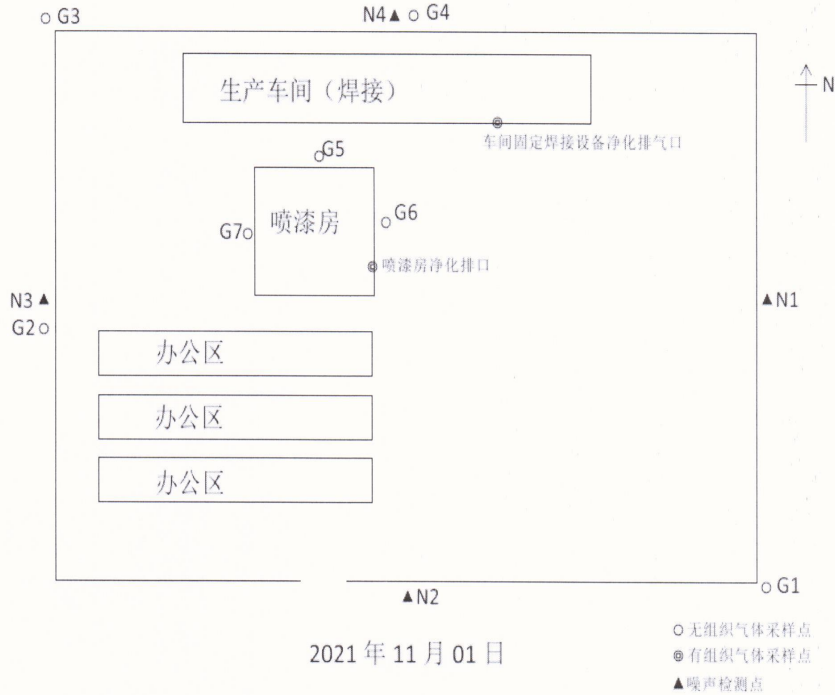 G3
N4 G4
生产车间（焊接）
N
车间固定焊接设备净化排气口
G5
G6
喷漆房
G7
喷漆房净化排口
N3
N1
G2
办公区
办公区
办公区
G1
N2
2021 年 11 月 01 日
无组织气体采样点
有组织气体采样点
噪声检测点